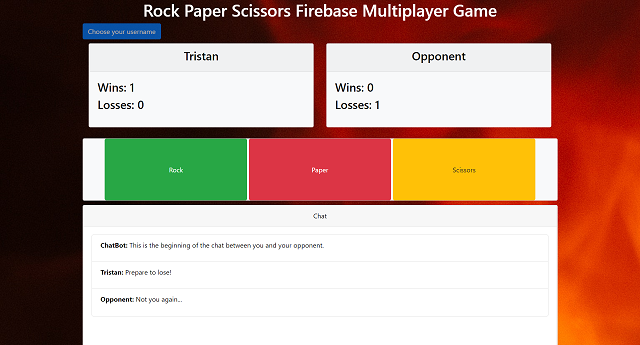 Rock Paper Scissors Firebase Multiplayer Game
Choose your username
Tristan
Wins: 1
Losses: 0
Opponent
Wins: 0
Losses: 1
Rock
Paper
Scissors
Chat
ChatBot: This is the beginning of the chat between you and your opponent.
Tristan: Prepare to lose!
Opponent: Not you again...